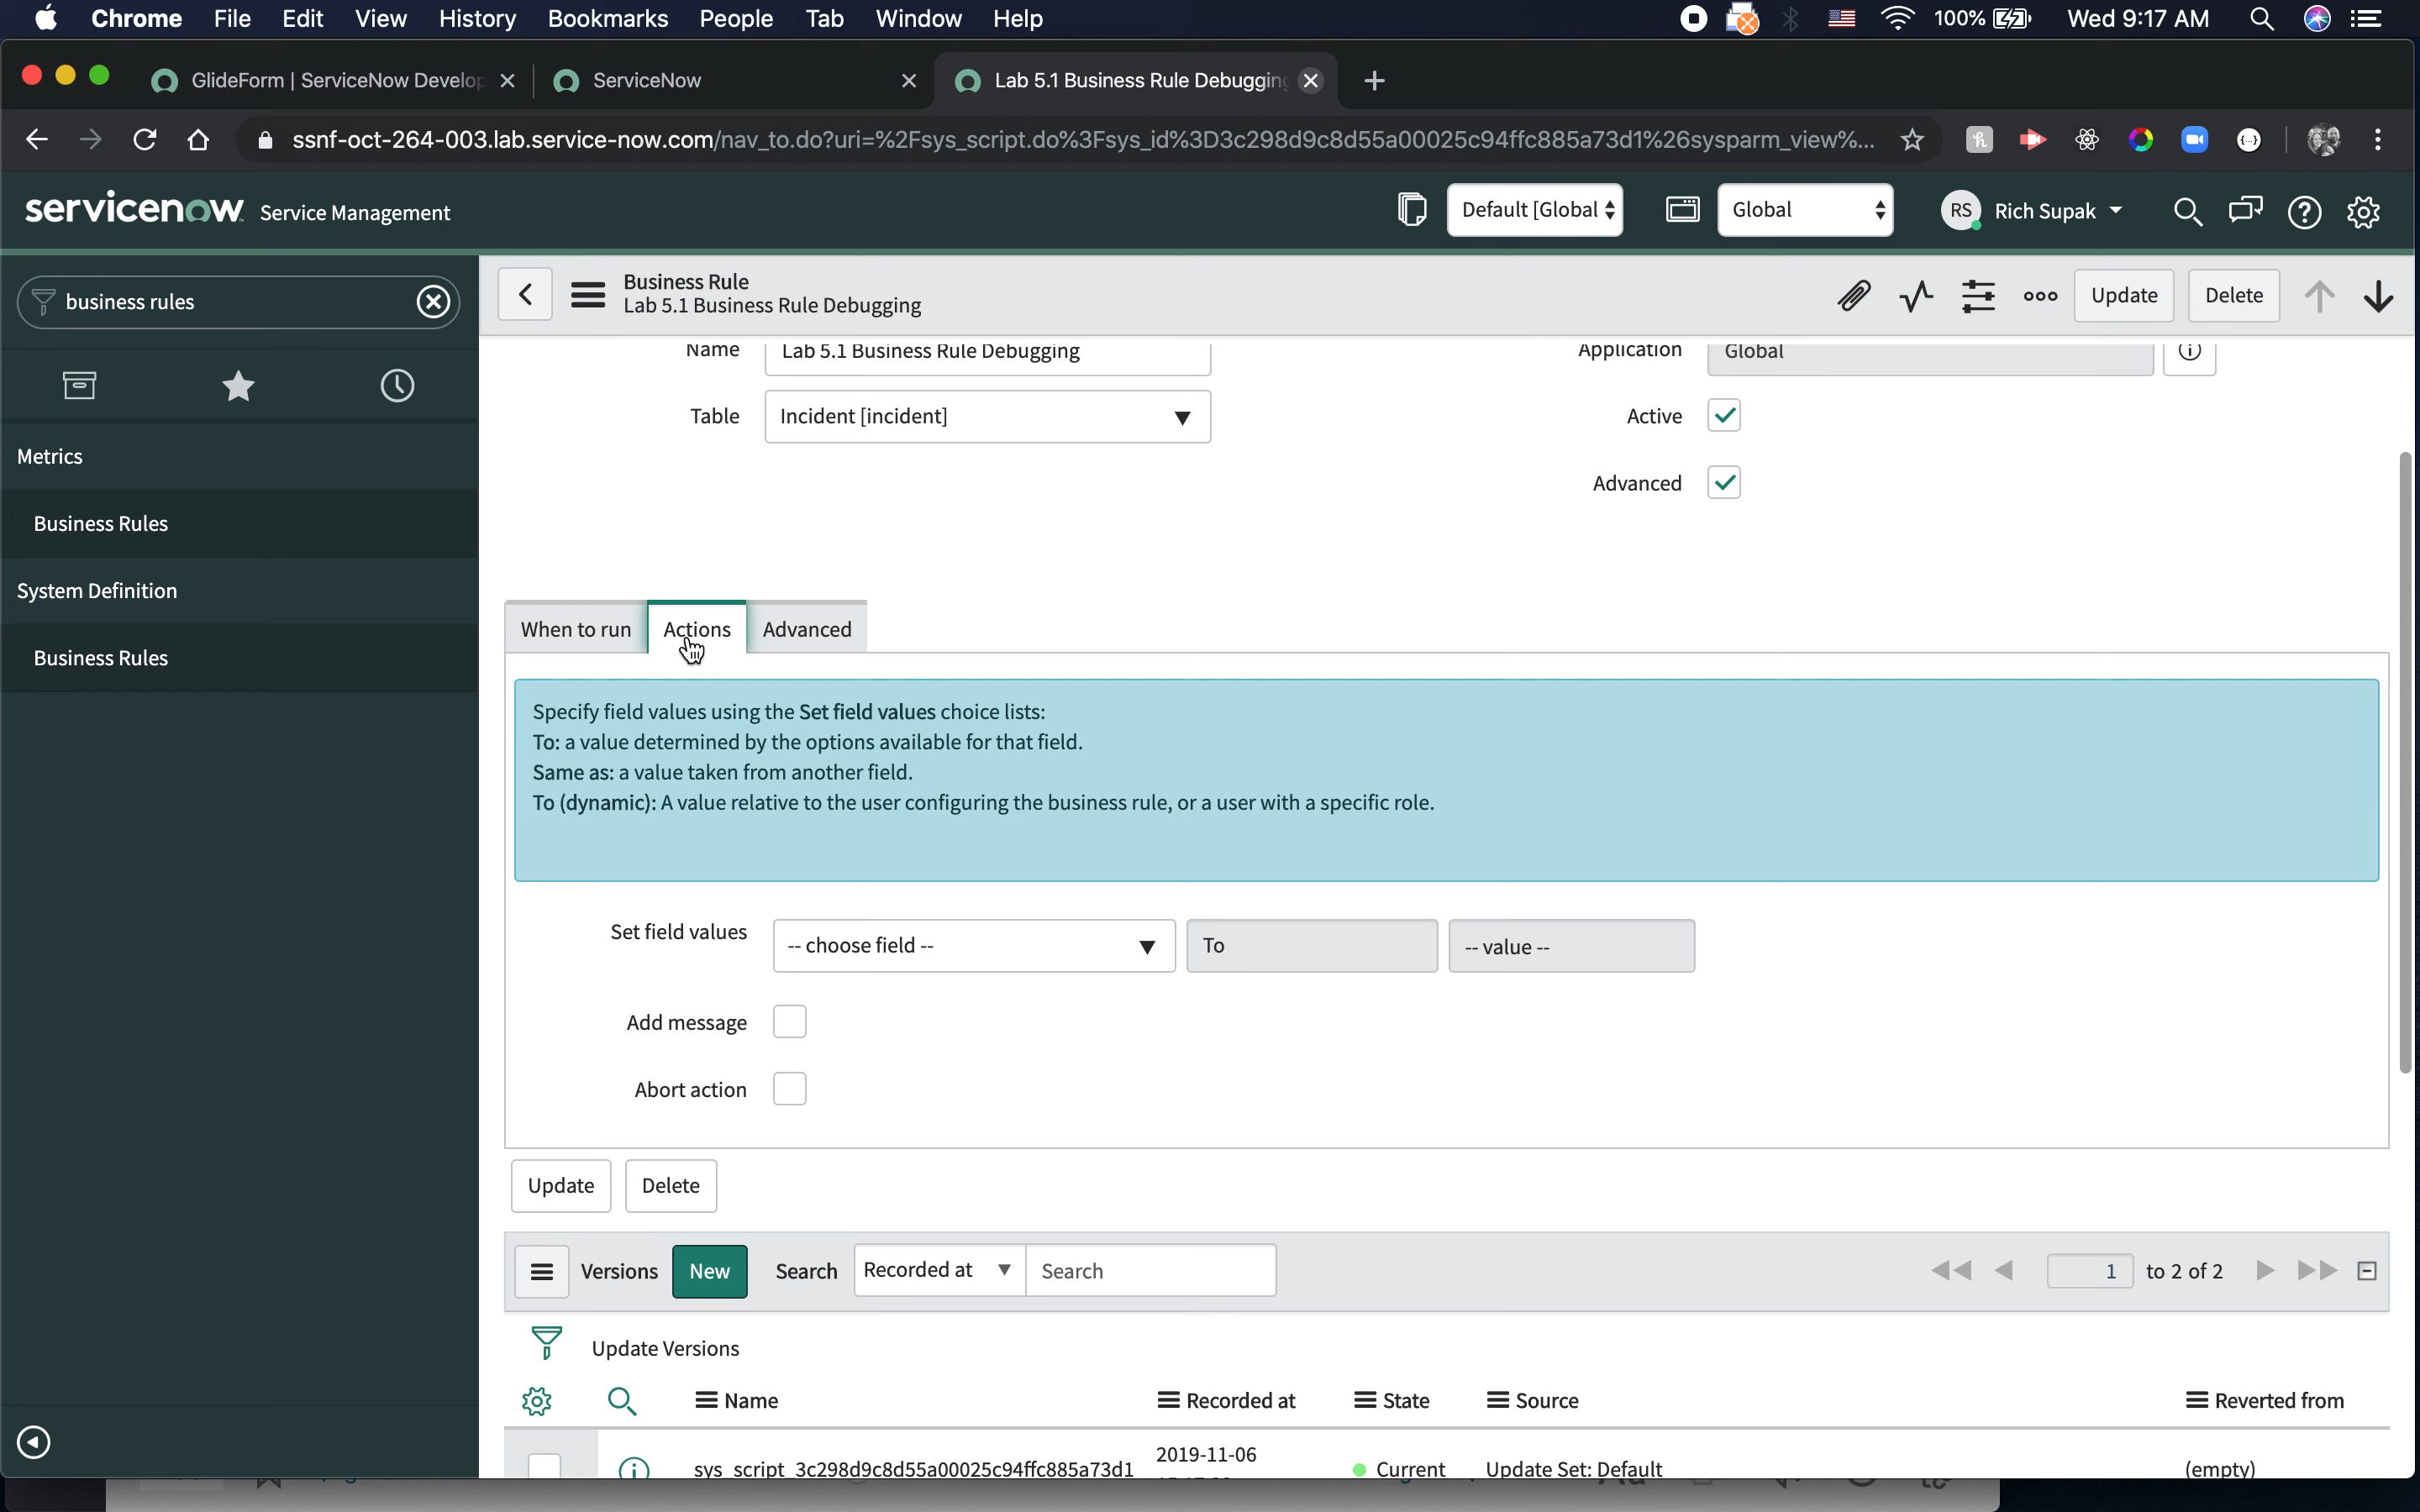 Chrome File Edit View History Bookmarks People Tab Window Help 100% Wed 9:17 AM
GlideForm | ServiceNow Develop ServiceNow Lab 5.1 Business Rule Debugging
ssnf-oct-264-003.lab.service-now.com/nav_to.do?uri=%2Fsys_script.do%3Fsys_id%3D3c298d9c8d55a00025c94ffc885a73d1%26sysparm_view%...
servicenow Service Management Default [Global Global RS Rich Supak
business rules
Business Rule
Lab 5.1 Business Rule Debugging
Update Delete
Name Lab 5.1 Business Rule Debugging Application Global
Table Incident [incident] Active
Advanced
Metrics
Business Rules
System Definition
Business Rules
When to run Actions Advanced
Specify field values using the Set field values choice lists:
To: a value determined by the options available for that field.
Same as: a value taken from another field.
To (dynamic): A value relative to the user configuring the business rule, or a user with a specific role.
Set field values -- choose field -- To -- value --
Add message
Abort action
Update Delete
Versions New Search Recorded at Search 1 to 2 of 2
Update Versions
Name Recorded at State Source Reverted from
2019-11-06
sys_script_3c298d9c8d55a00025c94ffc885a73d1 Current Update Set: Default (empty)